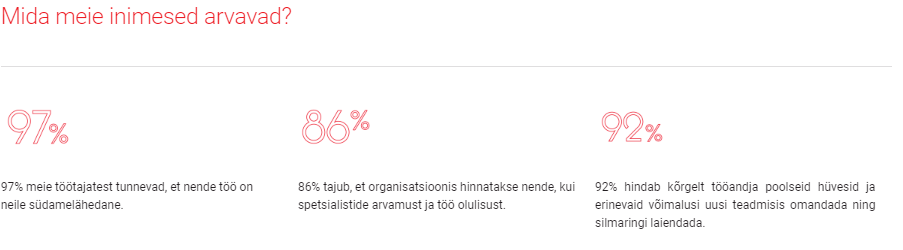 Mida meie inimesed arvavad?
97%
86%
92%
97% meie töötajatest tunnevad, et nende töö on
neile südamelähedane.
86% tajub, et organisatsioonis hinnatakse nende, kui
spetsialistide arvamust ja töö olulisust.
92% hindab kõrgelt tööandja poolseid hüvesid ja
erinevaid võimalusi uusi teadmisis omandada ning
silmaringi laiendada.